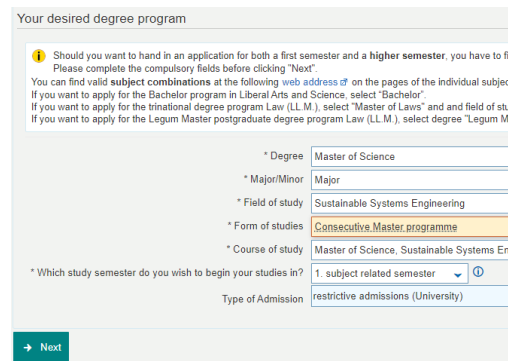 Your desired degree program
Should you want to hand in an application for both a first semester and a higher semester, you have to
Please complete the compulsory fields before clicking "Next".
You can find valid subject combinations at the following web address on the pages of the individual
If you want to apply for the Bachelor program in Liberal Arts and Science, select "Bachelor".
If you want to apply for the trinational degree program Law (LL.M.), select "Master of Laws" and and field of
If you want to apply for the Legum Master postgraduate degree program Law (LL.M.), select degree "Legum
* Degree Master of Science
* Major/Minor Major
* Field of study Sustainable Systems Engineering
* Form of studies Consecutive Master programme
* Course of study Master of Science, Sustainable Systems
* Which study semester do you wish to begin your studies in? 1. subject related semester
Type of Admission restrictive admissions (University)
Next